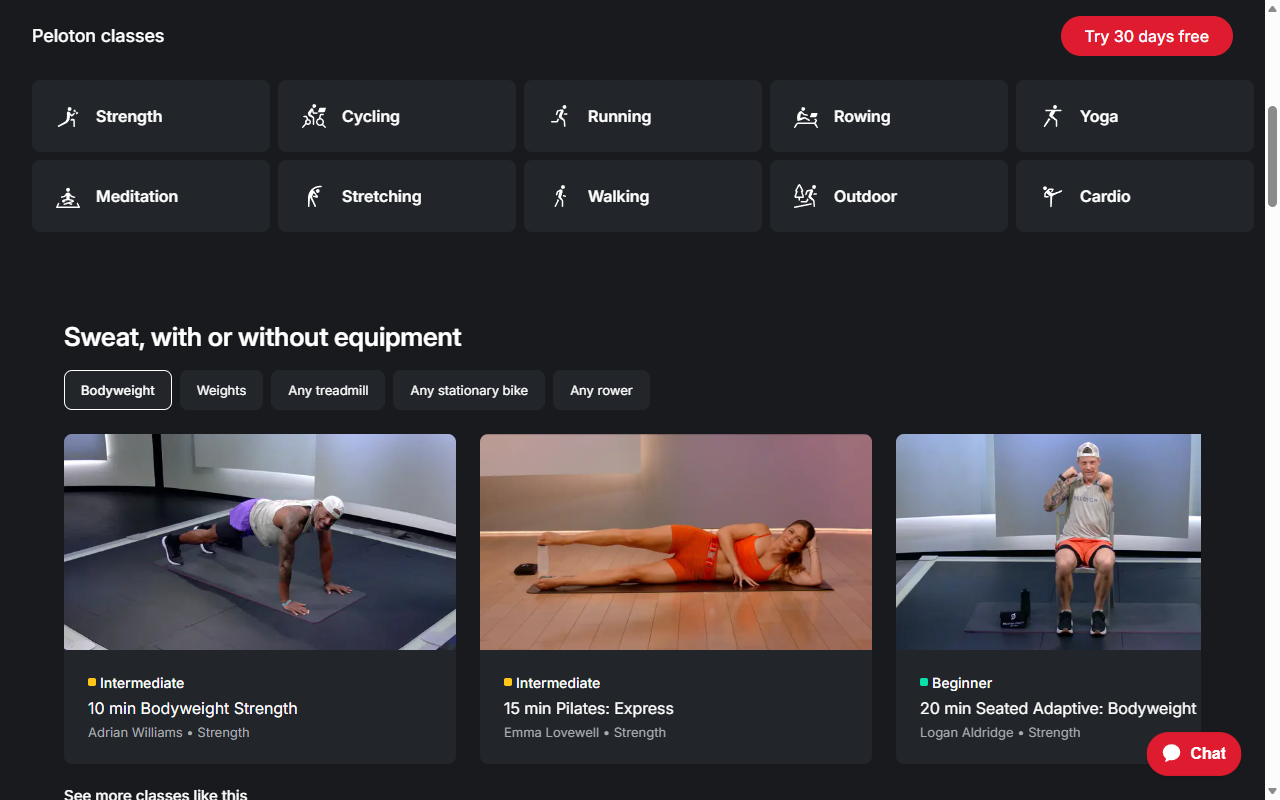 Peloton classes
Try 30 days free
Strength
Cycling
Running
Rowing
Yoga
Meditation
Stretching
Walking
Outdoor
Cardio
Sweat, with or without equipment
Bodyweight
Weights
Any treadmill
Any stationary bike
Any rower
Intermediate
10 min Bodyweight Strength
Adrian Williams • Strength
Intermediate
15 min Pilates: Express
Emma Lovewell • Strength
Beginner
20 min Seated Adaptive: Bodyweight
Logan Aldridge • Strength
Chat
See more classes like this